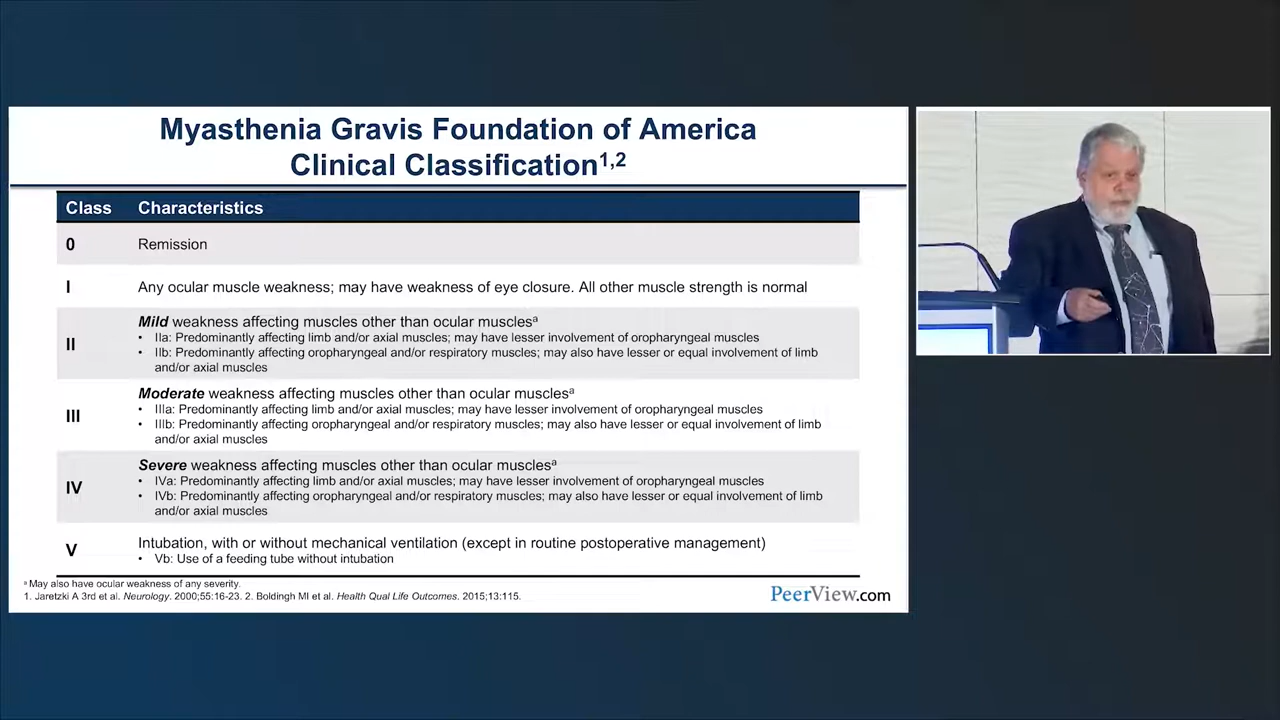 Myasthenia Gravis Foundation of America
Clinical Classification1,2
Class Characteristics
0 Remission
I Any ocular muscle weakness; may have weakness of eye closure. All other muscle strength is normal
II
Mild weakness affecting muscles other than ocular musclesa
• IIa: Predominantly affecting limb and/or axial muscles; may have lesser involvement of oropharyngeal muscles
• IIb: Predominantly affecting oropharyngeal and/or respiratory muscles; may also have lesser or equal involvement of limb
and/or axial muscles
III
Moderate weakness affecting muscles other than ocular musclesa
• IIIa: Predominantly affecting limb and/or axial muscles; may have lesser involvement of oropharyngeal muscles
• IIIb: Predominantly affecting oropharyngeal and/or respiratory muscles; may also have lesser or equal involvement of limb
and/or axial muscles
IV
Severe weakness affecting muscles other than ocular musclesa
• IVa: Predominantly affecting limb and/or axial muscles; may have lesser involvement of oropharyngeal muscles
• IVb: Predominantly affecting oropharyngeal and/or respiratory muscles; may also have lesser or equal involvement of limb
and/or axial muscles
V
Intubation, with or without mechanical ventilation (except in routine postoperative management)
• Vb: Use of a feeding tube without intubation
a May also have ocular weakness of any severity.
1. Jaretzki A 3rd et al. Neurology. 2000;55:16-23. 2. Boldingh MI et al. Health Qual Life Outcomes. 2015;13:115.
PeerView.com